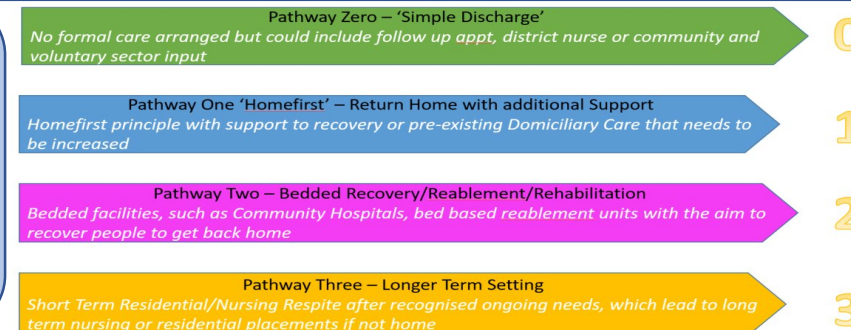 Pathway Zero – ‘Simple Discharge’
No formal care arranged but could include follow up appt, district nurse or community and
voluntary sector input
0
Pathway One ‘Homefirst’ – Return Home with additional Support
Homefirst principle with support to recovery or pre-existing Domiciliary Care that needs to
be increased
1
Pathway Two – Bedded Recovery/Reablement/Rehabilitation
Bedded facilities, such as Community Hospitals, bed based reablement units with the aim to
recover people to get back home
2
Pathway Three – Longer Term Setting
Short Term Residential/Nursing Respite after recognised ongoing needs, which lead to long
term nursing or residential placements if not home
3